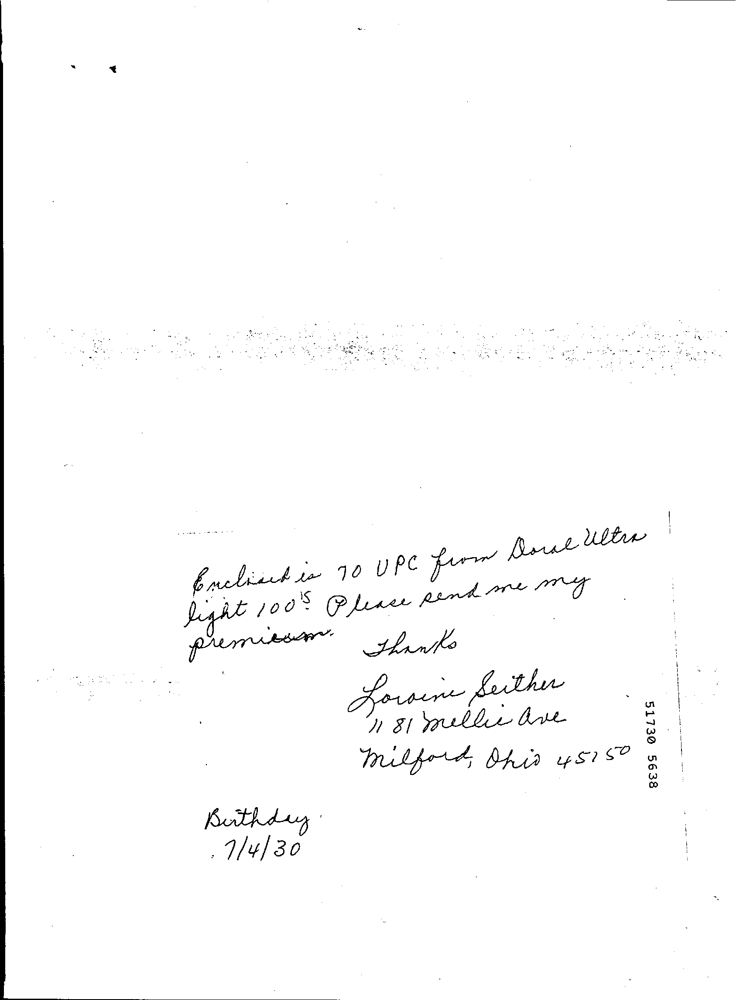 Enclosed is 70 UPC from Doral Ultra
light 100's. Please send me my
premium.
Thanks
Loraine Seither
1181 Mellie Ave
Milford, Ohio 45150
51730 5638
Birthday
7/4/30